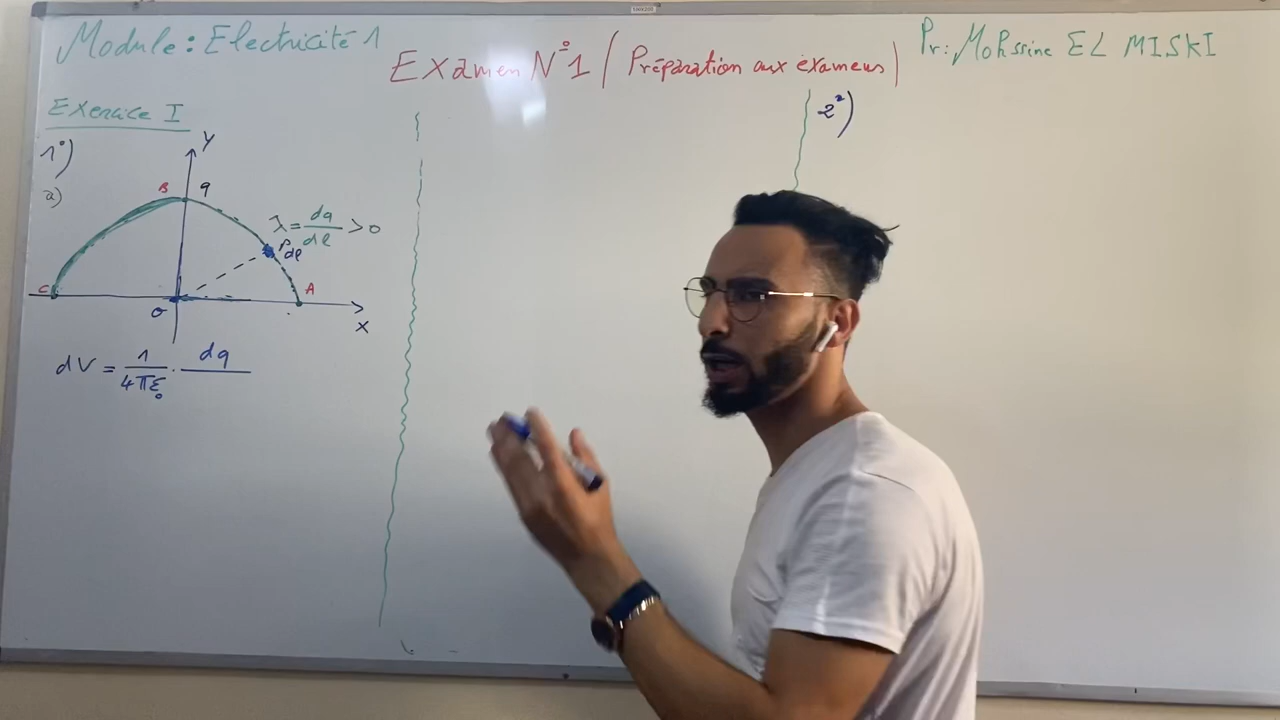 Module: Electricité 1
Examen N°1 (Préparation aux examens)
Pr: Mohssine EL MISKI
Exercice I
1°)
a)
y
B
q
λ = dq/dℓ > 0
P
dℓ
C
A
O
x
dV = 1/4πε₀ · dq
2°)